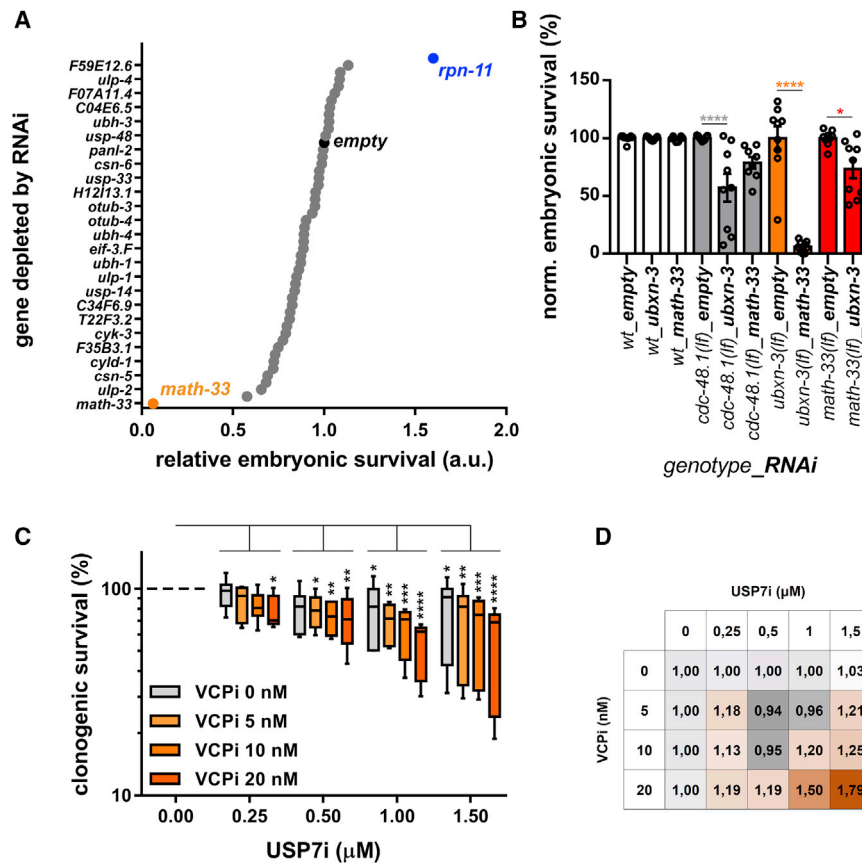 A
gene depleted by RNAi
F59E12.6
ulp-4
F07A11.4
C04E6.5
ubh-3
usp-48
panl-2
csn-6
usp-33
H12I13.1
otub-3
otub-4
ubh-4
eif-3.F
ubh-1
ulp-1
usp-14
C34F6.9
T22F3.2
cyk-3
F35B3.1
cyld-1
csn-5
ulp-2
math-33
rpn-11
empty
math-33
0.0 0.5 1.0 1.5 2.0
relative embryonic survival (a.u.)
B
norm. embryonic survival (%)
150
100
50
0
**** **** *
wt_empty
wt_ubxn-3
wt_math-33
cdc-48.1(lf)_empty
cdc-48.1(lf)_ubxn-3
cdc-48.1(lf)_math-33
ubxn-3(lf)_empty
ubxn-3(lf)_math-33
math-33(lf)_empty
math-33(lf)_ubxn-3
genotype_RNAi
C
clonogenic survival (%)
100
10
*
* ** **
* ** *** ****
* ** *** ****
VCPi 0 nM
VCPi 5 nM
VCPi 10 nM
VCPi 20 nM
0.00 0.25 0.50 1.00 1.50
USP7i (μM)
D
USP7i (μM)
0 0,25 0,5 1 1,5
VCPi (nM)
0 1,00 1,00 1,00 1,00 1,03
5 1,00 1,18 0,94 0,96 1,21
10 1,00 1,13 0,95 1,20 1,25
20 1,00 1,19 1,19 1,50 1,79